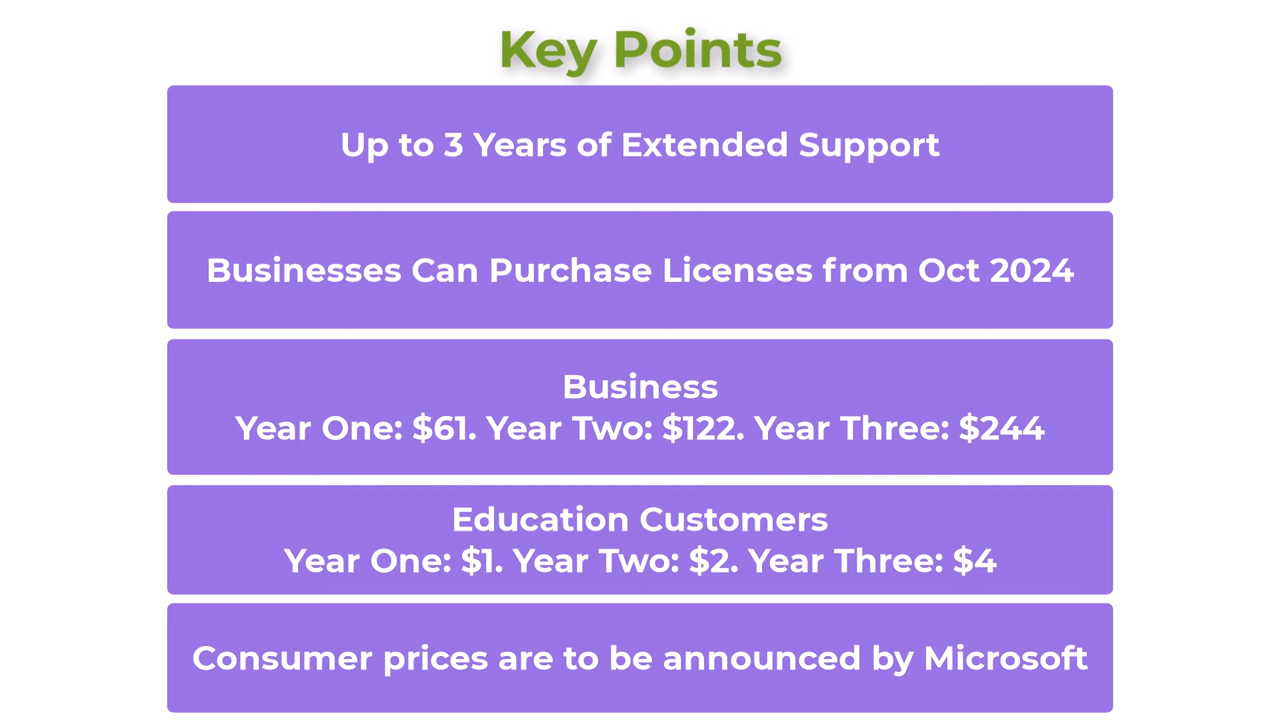 Key Points
Up to 3 Years of Extended Support
Businesses Can Purchase Licenses from Oct 2024
Business
Year One: $61. Year Two: $122. Year Three: $244
Education Customers
Year One: $1. Year Two: $2. Year Three: $4
Consumer prices are to be announced by Microsoft